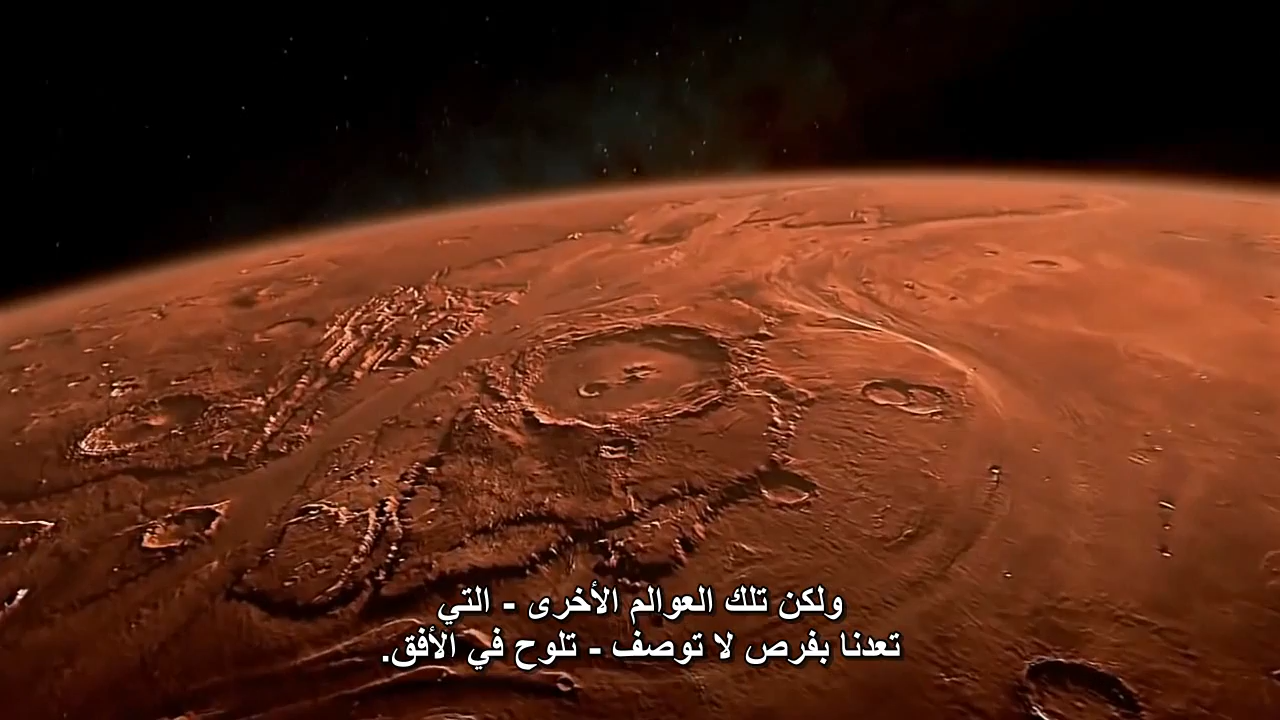 ولكن تلك العوالم الأخرى - التي
تعدنا بفرص لا توصف - تلوح في الأفق.